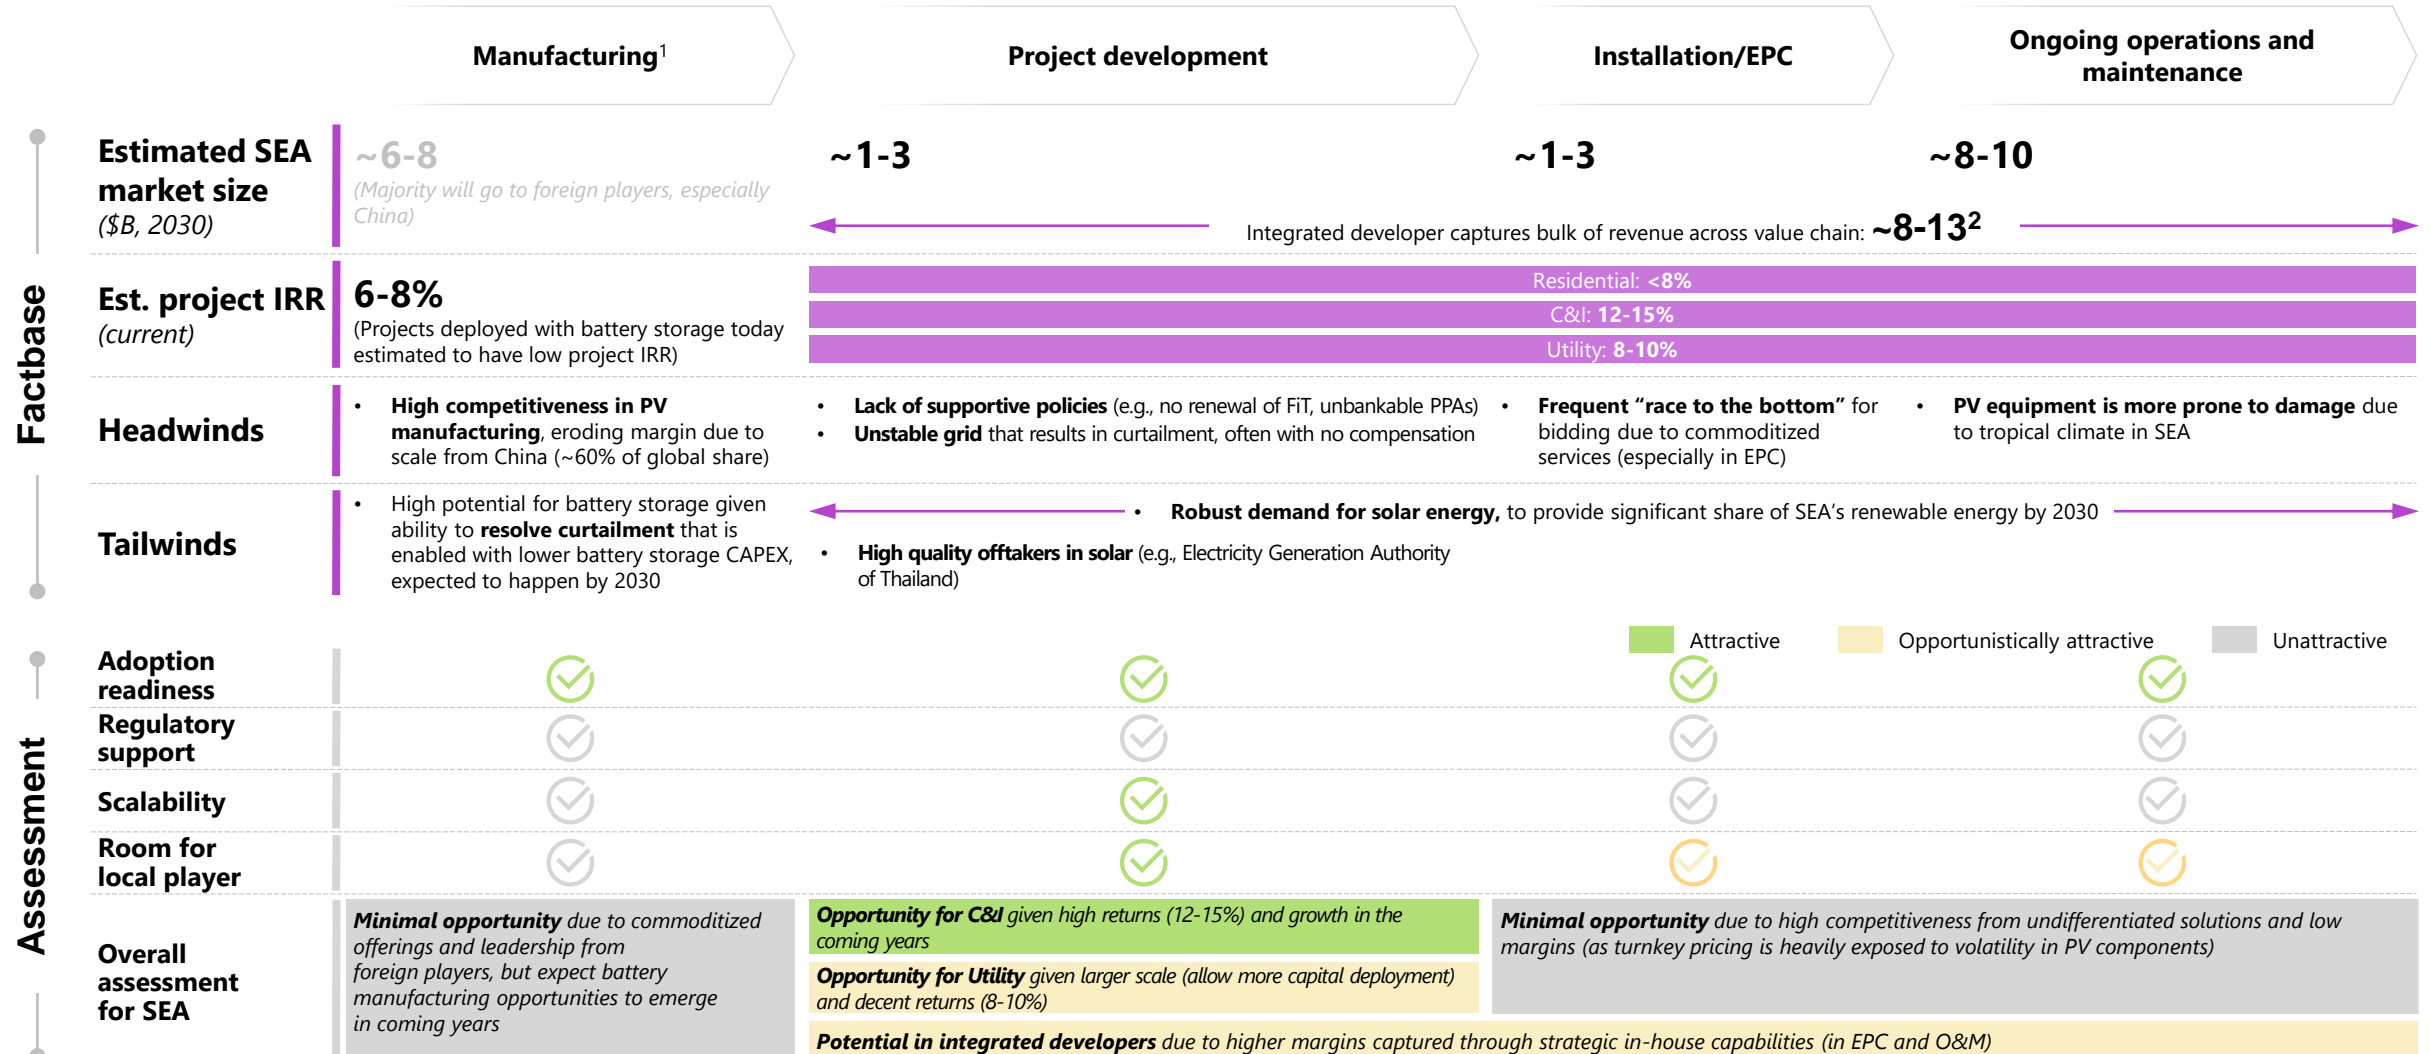 Manufacturing1
Project development
Installation/EPC
Ongoing operations and
maintenance
Factbase
Estimated SEA
market size
($B, 2030)
~6-8
(Majority will go to foreign players, especially
China)
~1-3
~1-3
~8-10
Integrated developer captures bulk of revenue across value chain: ~8-132
Est. project IRR
(current)
6-8%
(Projects deployed with battery storage today
estimated to have low project IRR)
Residential: <8%
C&I: 12-15%
Utility: 8-10%
Headwinds
• High competitiveness in PV
manufacturing, eroding margin due to
scale from China (~60% of global share)
• Lack of supportive policies (e.g., no renewal of FiT, unbankable PPAs)
• Unstable grid that results in curtailment, often with no compensation
• Frequent “race to the bottom” for
bidding due to commoditized
services (especially in EPC)
• PV equipment is more prone to damage due
to tropical climate in SEA
Tailwinds
• High potential for battery storage given
ability to resolve curtailment that is
enabled with lower battery storage CAPEX,
expected to happen by 2030
• Robust demand for solar energy, to provide significant share of SEA’s renewable energy by 2030
• High quality offtakers in solar (e.g., Electricity Generation Authority
of Thailand)
Attractive
Opportunistically attractive
Unattractive
Assessment
Adoption
readiness
Regulatory
support
Scalability
Room for
local player
Overall
assessment
for SEA
Minimal opportunity due to commoditized
offerings and leadership from
foreign players, but expect battery
manufacturing opportunities to emerge
in coming years
Opportunity for C&I given high returns (12-15%) and growth in the
coming years
Opportunity for Utility given larger scale (allow more capital deployment)
and decent returns (8-10%)
Minimal opportunity due to high competitiveness from undifferentiated solutions and low
margins (as turnkey pricing is heavily exposed to volatility in PV components)
Potential in integrated developers due to higher margins captured through strategic in-house capabilities (in EPC and O&M)